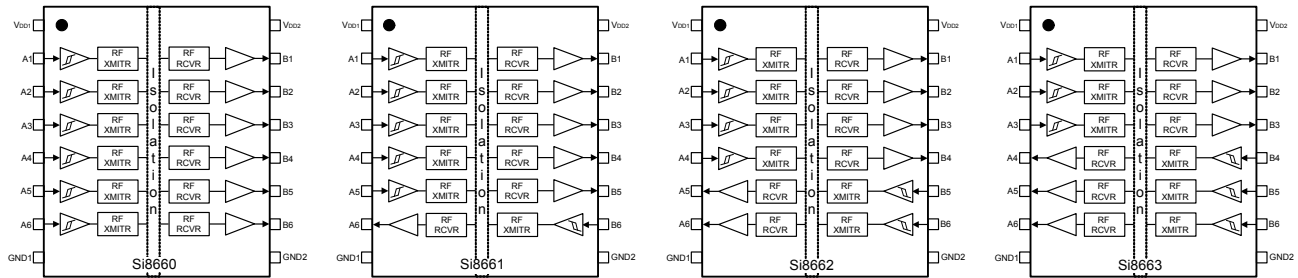 VDD1 VDD2
A1 RF XMITR RF RCVR B1
A2 RF XMITR RF RCVR B2
A3 RF XMITR RF RCVR B3
A4 RF XMITR RF RCVR B4
A5 RF XMITR RF RCVR B5
A6 RF XMITR RF RCVR B6
Isolation
GND1 GND2
Si8660
VDD1 VDD2
A1 RF XMITR RF RCVR B1
A2 RF XMITR RF RCVR B2
A3 RF XMITR RF RCVR B3
A4 RF XMITR RF RCVR B4
A5 RF XMITR RF RCVR B5
A6 RF RCVR RF XMITR B6
Isolation
GND1 GND2
Si8661
VDD1 VDD2
A1 RF XMITR RF RCVR B1
A2 RF XMITR RF RCVR B2
A3 RF XMITR RF RCVR B3
A4 RF XMITR RF RCVR B4
A5 RF RCVR RF XMITR B5
A6 RF RCVR RF XMITR B6
Isolation
GND1 GND2
Si8662
VDD1 VDD2
A1 RF XMITR RF RCVR B1
A2 RF XMITR RF RCVR B2
A3 RF XMITR RF RCVR B3
A4 RF RCVR RF XMITR B4
A5 RF RCVR RF XMITR B5
A6 RF RCVR RF XMITR B6
Isolation
GND1 GND2
Si8663